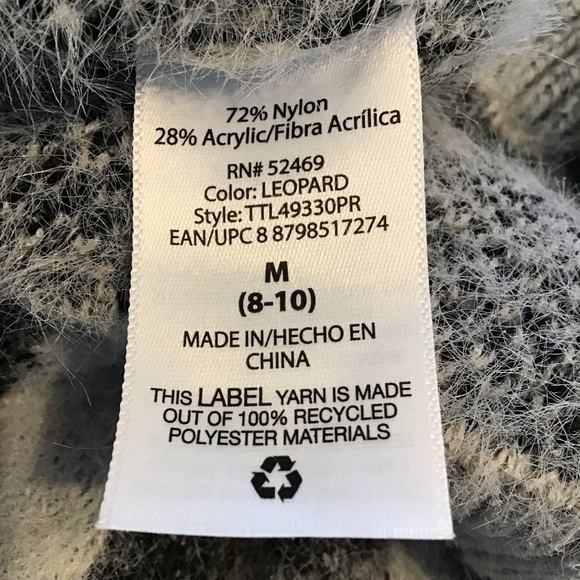 72% Nylon
28% Acrylic/Fibra Acrílica
RN# 52469
Color: LEOPARD
Style: TTL49330PR
EAN/UPC 8 8798517274
M
(8-10)
MADE IN/HECHO EN
CHINA
THIS LABEL YARN IS MADE
OUT OF 100% RECYCLED
POLYESTER MATERIALS